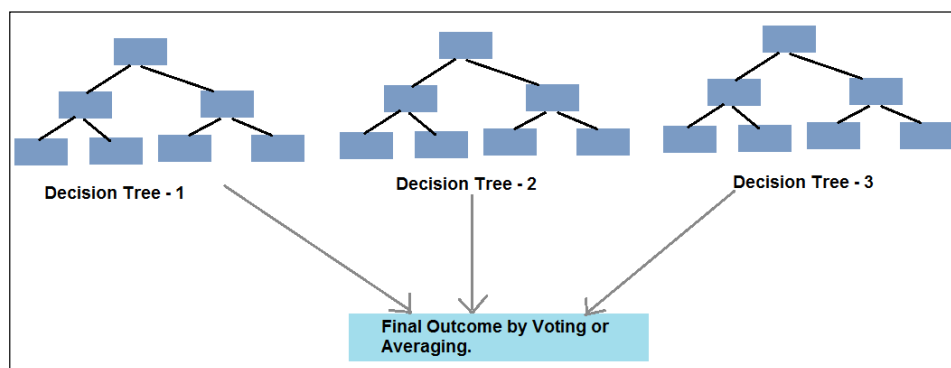 Decision Tree - 1
Decision Tree - 2
Decision Tree - 3
Final Outcome by Voting or
Averaging.